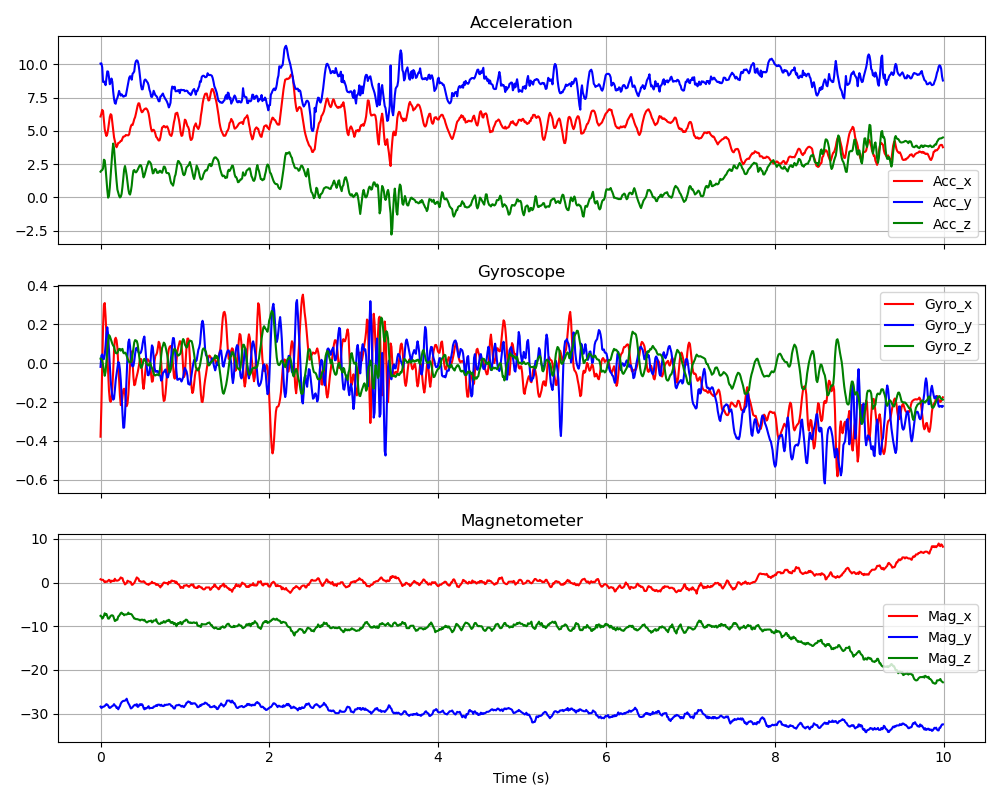 Acceleration
10.0
7.5
5.0
2.5
0.0
−2.5
Acc_x
Acc_y
Acc_z
Gyroscope
0.4
0.2
0.0
−0.2
−0.4
−0.6
Gyro_x
Gyro_y
Gyro_z
Magnetometer
10
0
−10
−20
−30
Mag_x
Mag_y
Mag_z
0 2 4 6 8 10
Time (s)